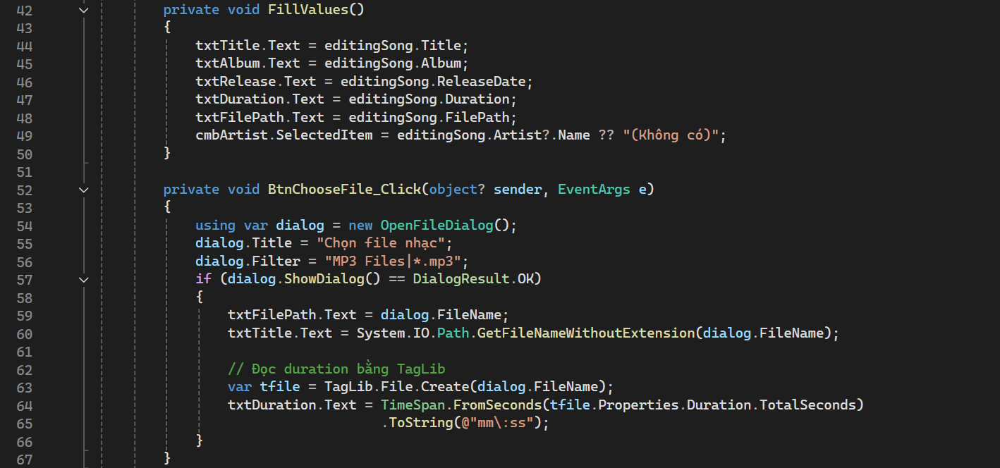 42 private void FillValues()
43 {
44 txtTitle.Text = editingSong.Title;
45 txtAlbum.Text = editingSong.Album;
46 txtRelease.Text = editingSong.ReleaseDate;
47 txtDuration.Text = editingSong.Duration;
48 txtFilePath.Text = editingSong.FilePath;
49 cmbArtist.SelectedItem = editingSong.Artist?.Name ?? "(Không có)";
50 }
51
52 private void BtnChooseFile_Click(object? sender, EventArgs e)
53 {
54 using var dialog = new OpenFileDialog();
55 dialog.Title = "Chọn file nhạc";
56 dialog.Filter = "MP3 Files|*.mp3";
57 if (dialog.ShowDialog() == DialogResult.OK)
58 {
59 txtFilePath.Text = dialog.FileName;
60 txtTitle.Text = System.IO.Path.GetFileNameWithoutExtension(dialog.FileName);
61
62 // Đọc duration bằng TagLib
63 var tfile = TagLib.File.Create(dialog.FileName);
64 txtDuration.Text = TimeSpan.FromSeconds(tfile.Properties.Duration.TotalSeconds)
65 .ToString(@"mm\:ss");
66 }
67 }